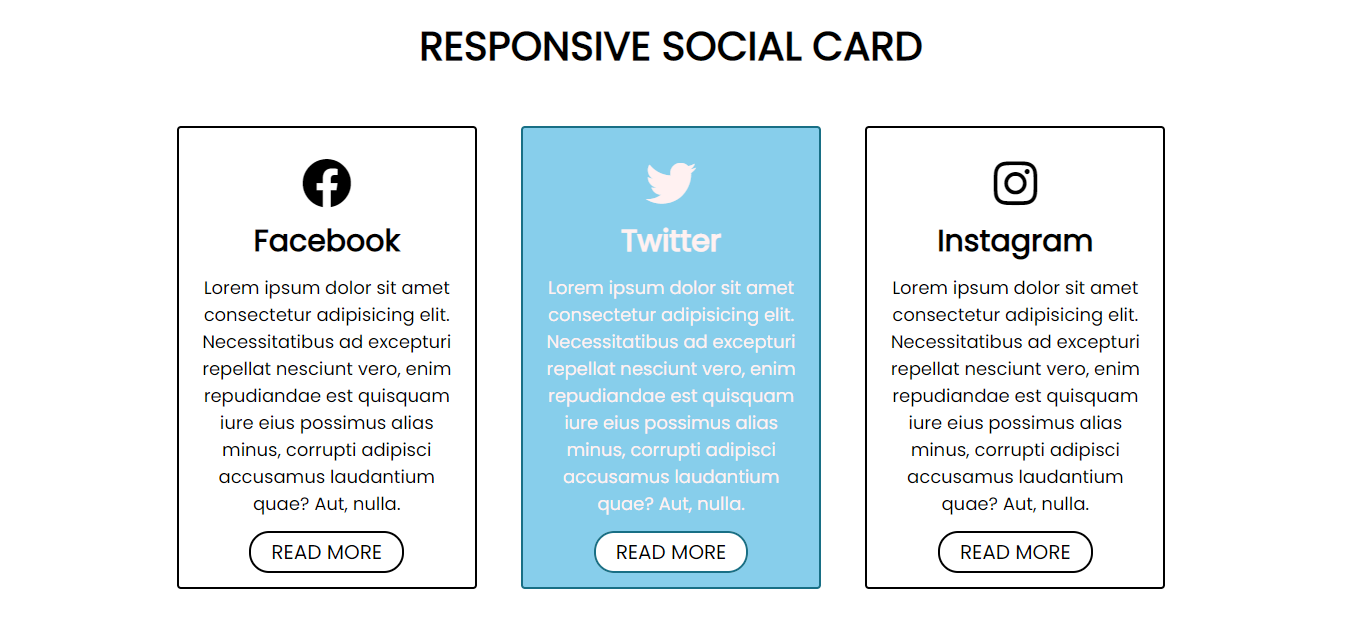 RESPONSIVE SOCIAL CARD
Facebook
Lorem ipsum dolor sit amet
consectetur adipisicing elit.
Necessitatibus ad excepturi
repellat nesciunt vero, enim
repudiandae est quisquam
iure eius possimus alias
minus, corrupti adipisci
accusamus laudantium
quae? Aut, nulla.
READ MORE
Twitter
Lorem ipsum dolor sit amet
consectetur adipisicing elit.
Necessitatibus ad excepturi
repellat nesciunt vero, enim
repudiandae est quisquam
iure eius possimus alias
minus, corrupti adipisci
accusamus laudantium
quae? Aut, nulla.
READ MORE
Instagram
Lorem ipsum dolor sit amet
consectetur adipisicing elit.
Necessitatibus ad excepturi
repellat nesciunt vero, enim
repudiandae est quisquam
iure eius possimus alias
minus, corrupti adipisci
accusamus laudantium
quae? Aut, nulla.
READ MORE